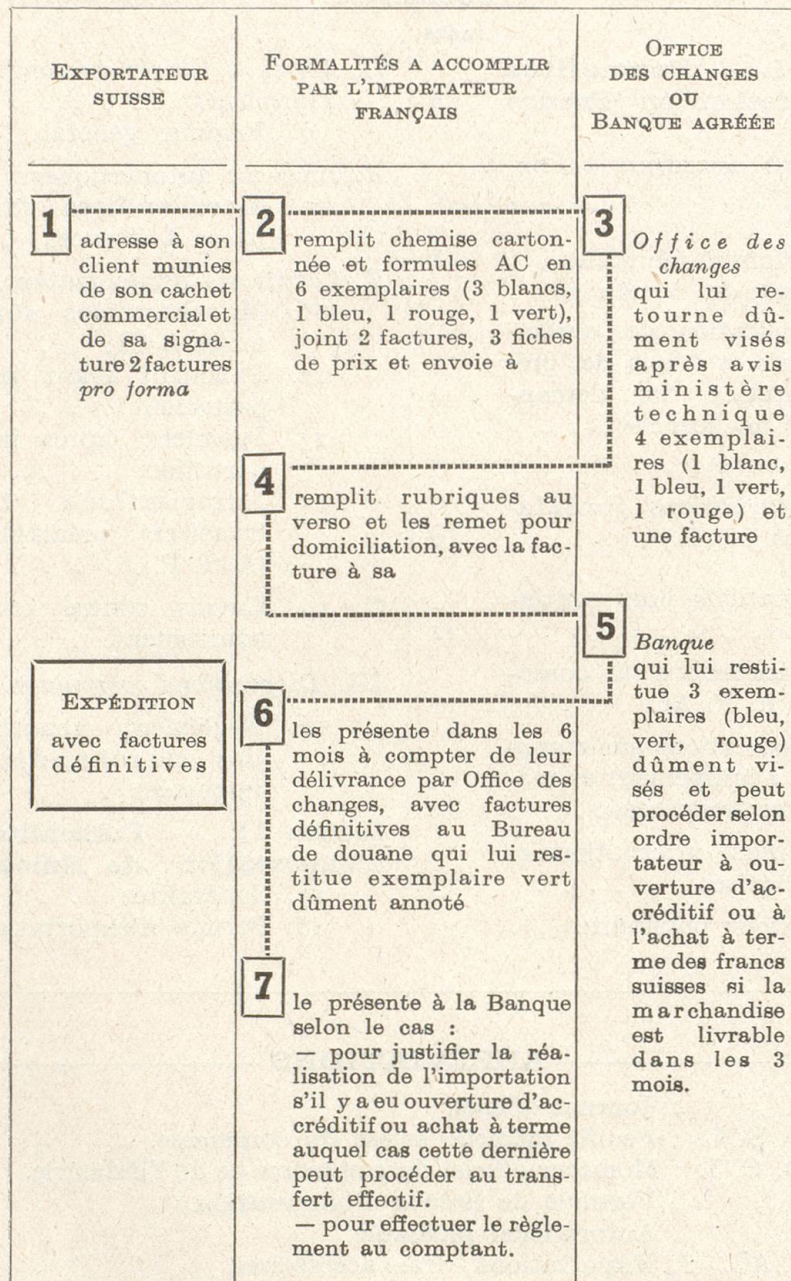 EXPORTATEUR
SUISSE
FORMALITÉS A ACCOMPLIR
PAR L'IMPORTATEUR
FRANÇAIS
OFFICE
DES CHANGES
OU
BANQUE AGRÉÉE
1
adresse à son
client munies
de son cachet
commercial et
de sa signa-
ture 2 factures
pro forma
2
remplit chemise carton-
née et formules AC en
6 exemplaires (3 blancs,
1 bleu, 1 rouge, 1 vert),
joint 2 factures, 3 fiches
de prix et envoie à
3
Office des
changes
qui lui re-
tourne dû-
ment visés
après avis
ministère
technique
4 exemplai-
res (1 blanc,
1 bleu, 1 vert,
1 rouge) et
une facture
4
remplit rubriques au
verso et les remet pour
domiciliation, avec la fac-
ture à sa
5
Banque
qui lui resti-
tue 3 exem-
plaires (bleu,
vert, rouge)
dûment vi-
sés et peut
procéder selon
ordre impor-
tateur à ou-
verture d'ac-
créditif ou à
l'achat à ter-
me des francs
suisses si la
marchandise
est livrable
dans les 3
mois.
EXPÉDITION
avec factures
définitives
6
les présente dans les 6
mois à compter de leur
délivrance par Office des
changes, avec factures
définitives au Bureau
de douane qui lui res-
titue exemplaire vert
dûment annoté
7
le présente à la Banque
selon le cas :
— pour justifier la réa-
lisation de l'importation
s'il y a eu ouverture d'ac-
créditif ou achat à terme
auquel cas cette dernière
peut procéder au trans-
fert effectif.
— pour effectuer le règle-
ment au comptant.